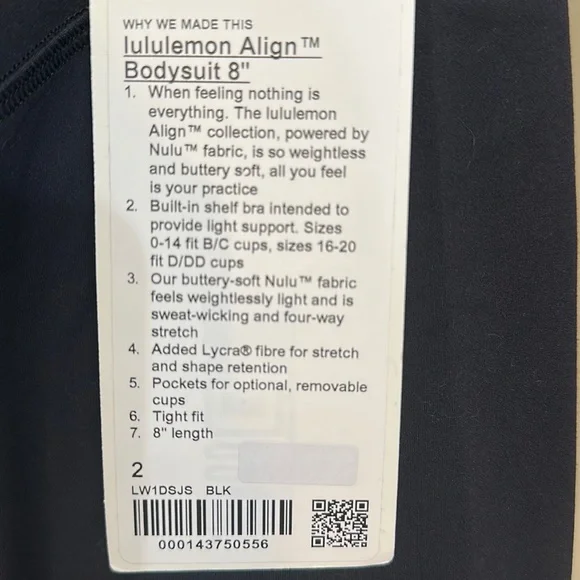 WHY WE MADE THIS
lululemon Align™
Bodysuit 8"
1. When feeling nothing is
everything. The lululemon
Align™ collection, powered by
Nulu™ fabric, is so weightless
and buttery soft, all you feel
is your practice
2. Built-in shelf bra intended to
provide light support. Sizes
0-14 fit B/C cups, sizes 16-20
fit D/DD cups
3. Our buttery-soft Nulu™ fabric
feels weightlessly light and is
sweat-wicking and four-way
stretch
4. Added Lycra® fibre for stretch
and shape retention
5. Pockets for optional, removable
cups
6. Tight fit
7. 8" length
2
LW1DSJS BLK
000143750556